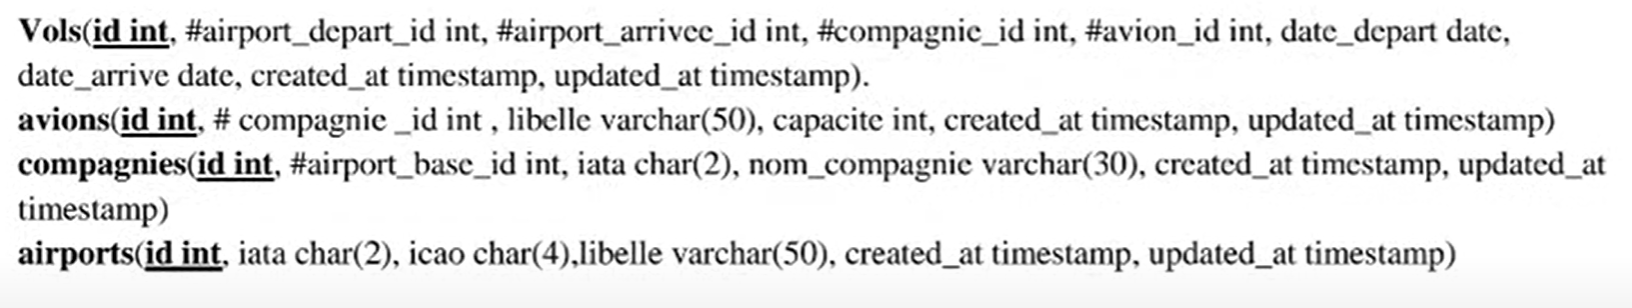 Vols(id int, #airport_depart_id int, #airport_arrivee_id int, #compagnie_id int, #avion_id int, date_depart date,
date_arrive date, created_at timestamp, updated_at timestamp).
avions(id int, # compagnie _id int , libelle varchar(50), capacite int, created_at timestamp, updated_at timestamp)
compagnies(id int, #airport_base_id int, iata char(2), nom_compagnie varchar(30), created_at timestamp, updated_at
timestamp)
airports(id int, iata char(2), icao char(4),libelle varchar(50), created_at timestamp, updated_at timestamp)